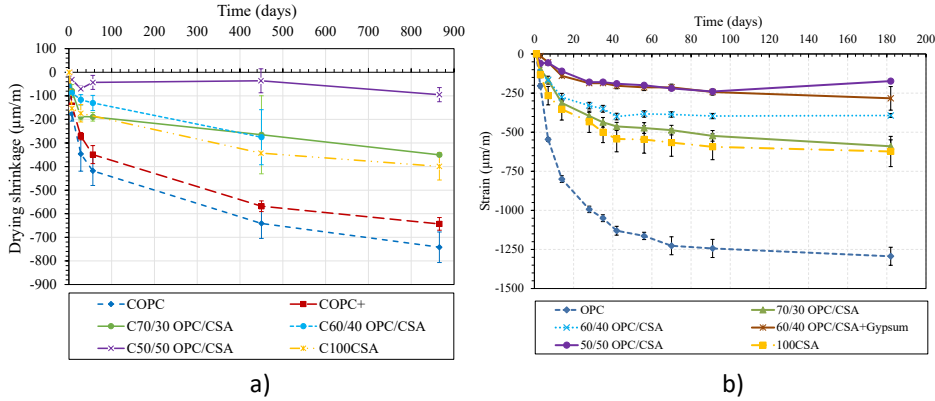 Time (days)
0 100 200 300 400 500 600 700 800 900
100
0
-100
-200
-300
-400
-500
-600
-700
-800
-900
Drying shrinkage (µm/m)
COPC
COPC+
C70/30 OPC/CSA
C60/40 OPC/CSA
C50/50 OPC/CSA
C100CSA
a)
Time (days)
0 20 40 60 80 100 120 140 160 180 200
0
-250
-500
-750
-1000
-1250
-1500
Strain (µm/m)
OPC
70/30 OPC/CSA
60/40 OPC/CSA
60/40 OPC/CSA+Gypsum
50/50 OPC/CSA
100CSA
b)